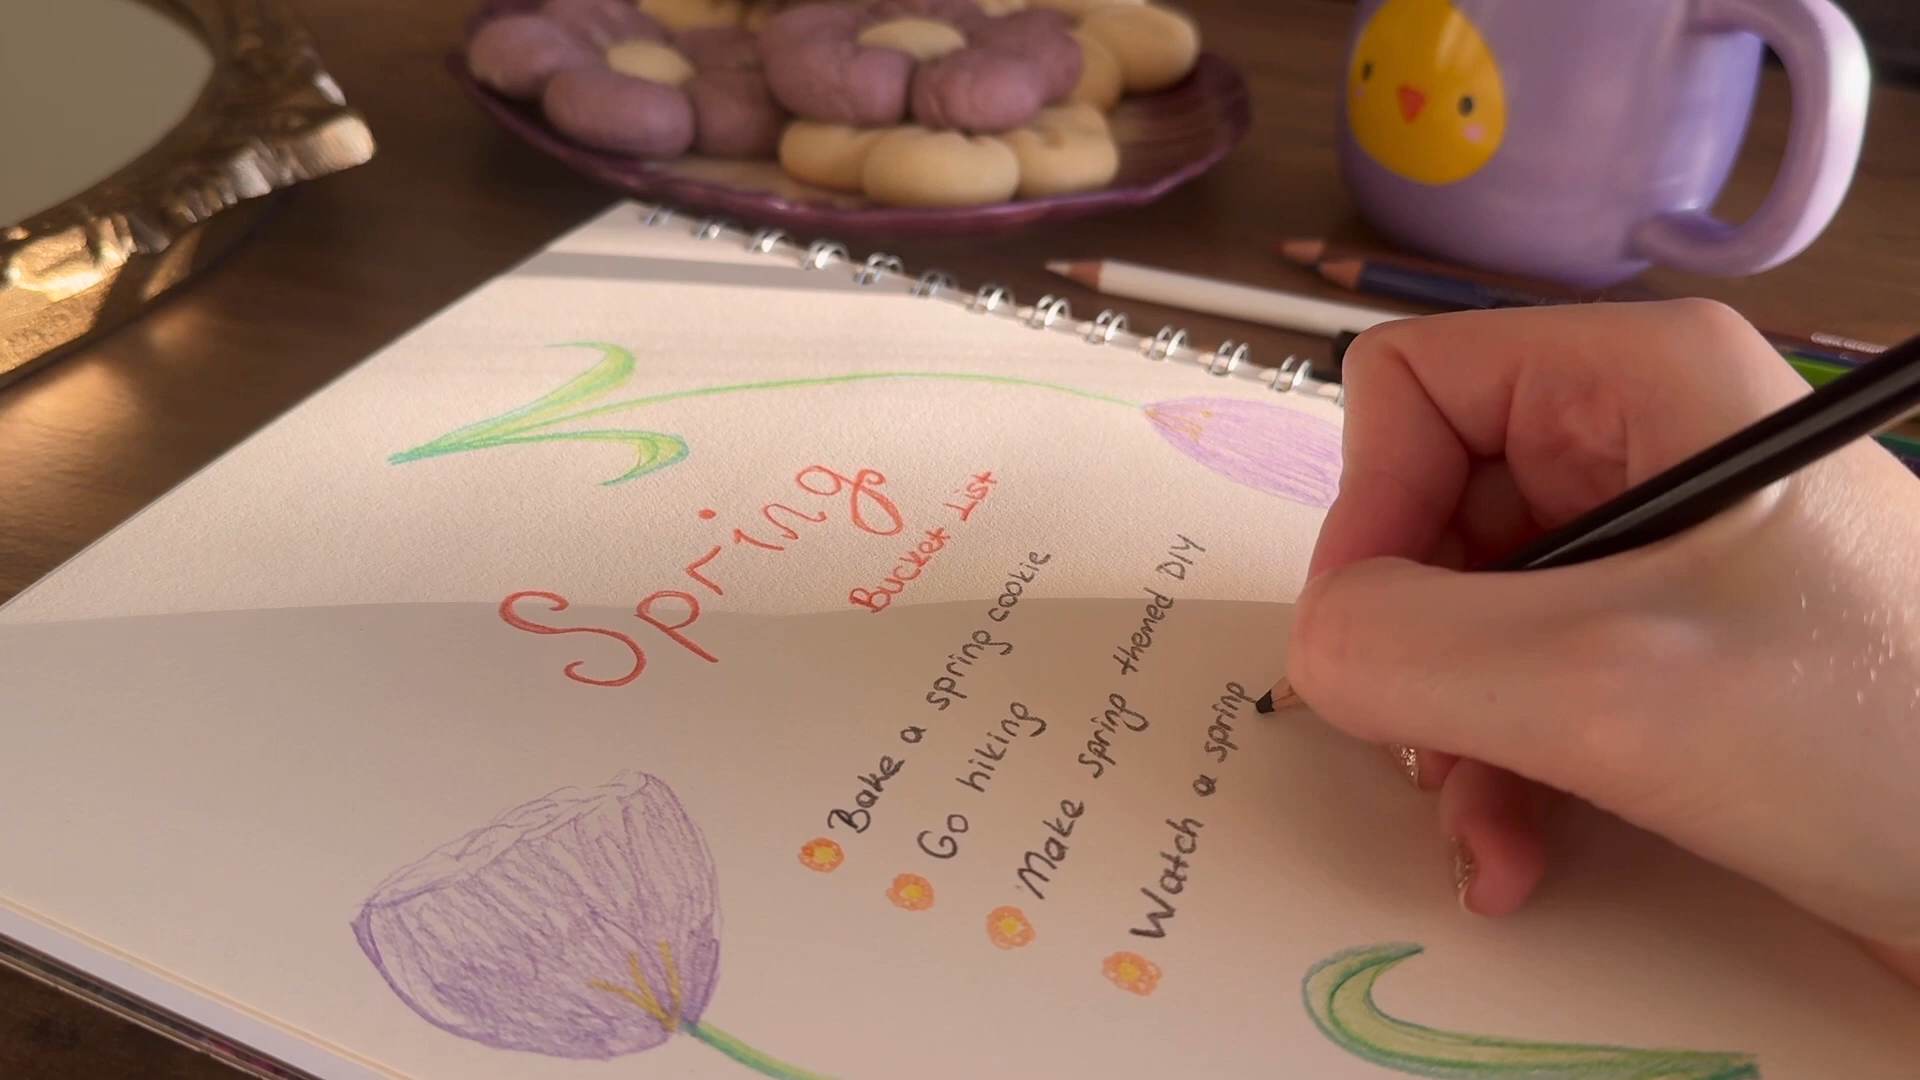 Spring
Bucket List
Bake a spring cookie
Go hiking
Make spring themed DIY
Watch a spring